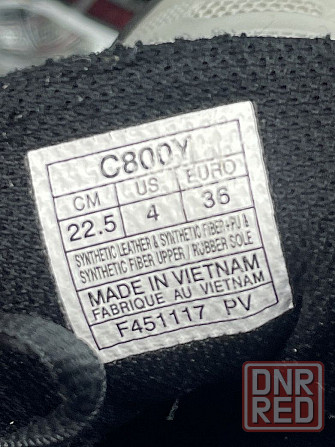 C800Y
CM US EURO
22.5 4 36
SYNTHETIC LEATHER & SYNTHETIC FIBER+PU &
SYNTHETIC FIBER UPPER / RUBBER SOLE
MADE IN VIETNAM
FABRIQUE AU VIETNAM
F451117 PV
DNR
RED